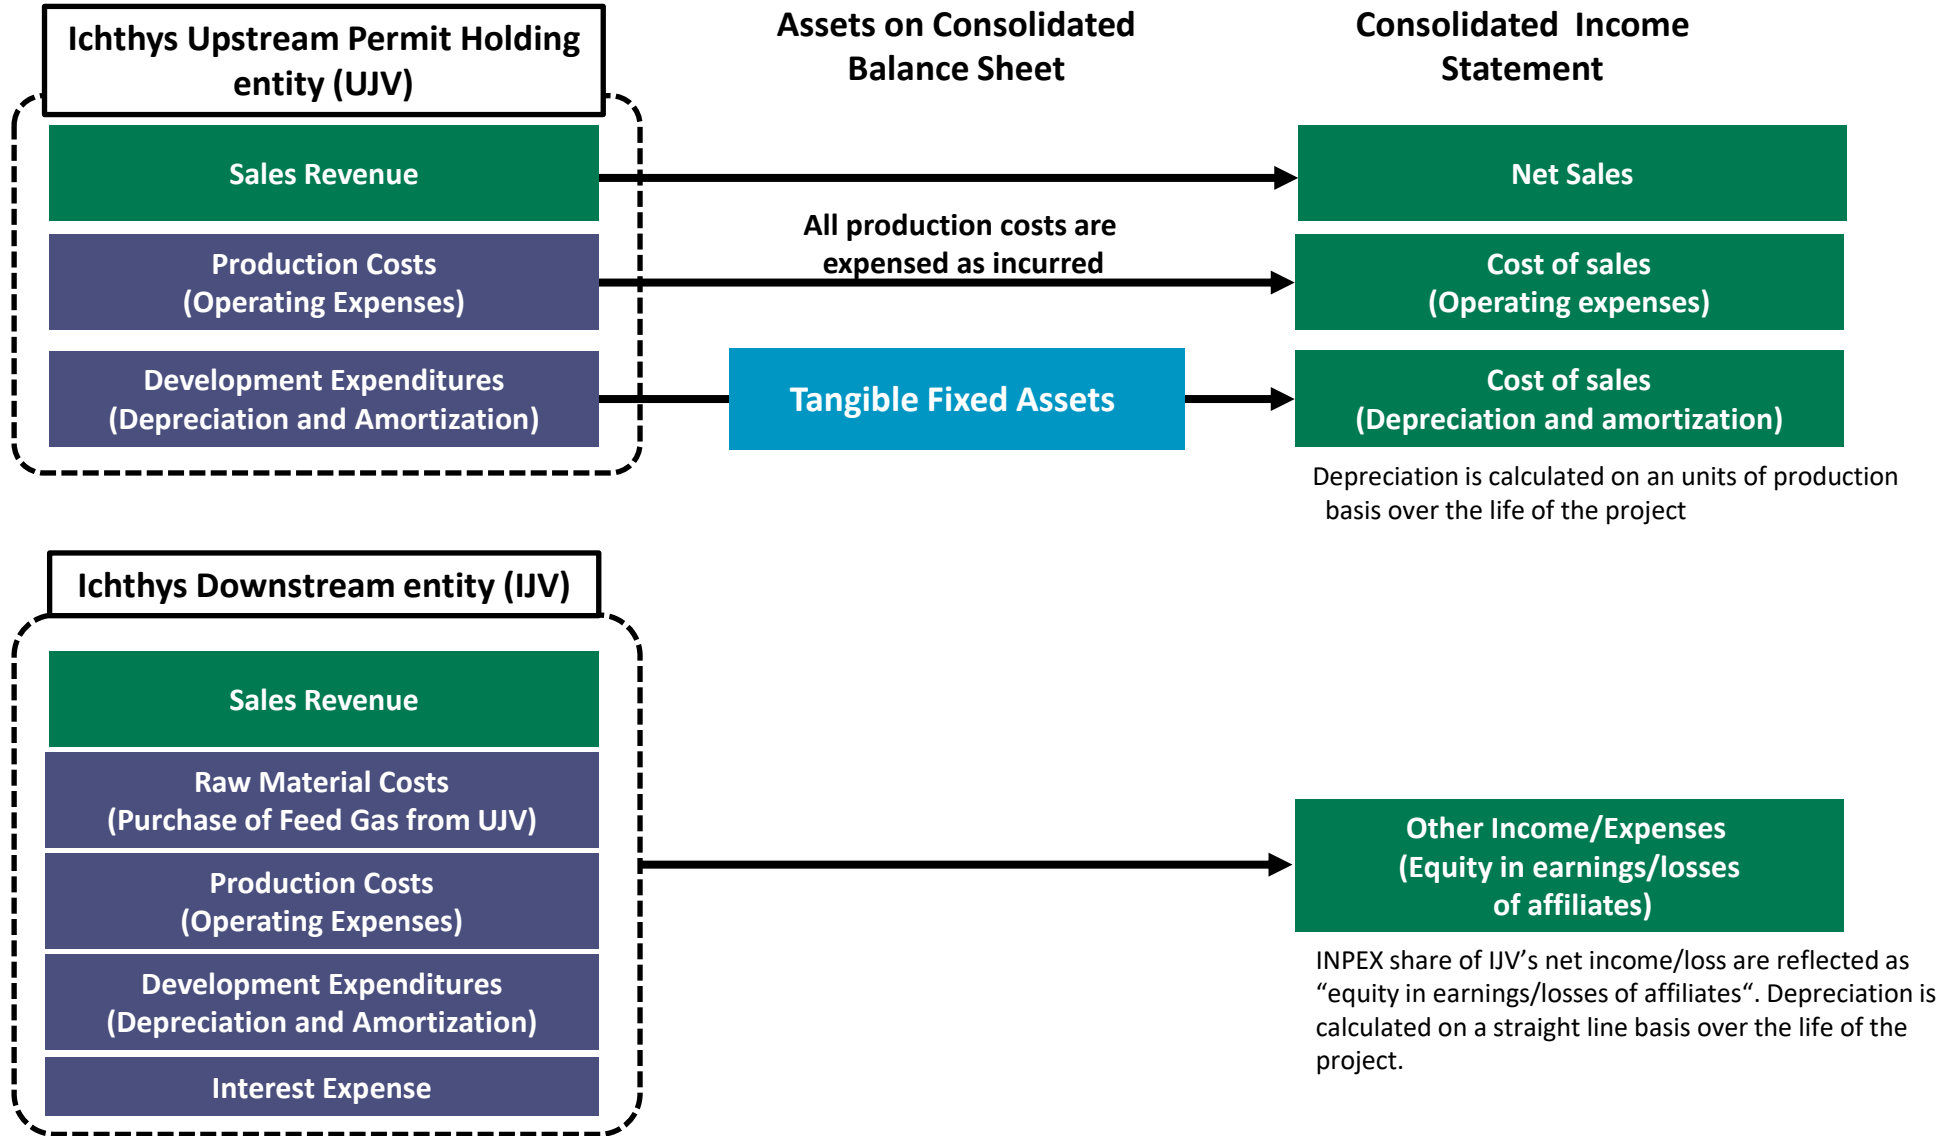 Ichthys Upstream Permit Holding
entity (UJV)
Assets on Consolidated
Balance Sheet
Consolidated Income
Statement
Sales Revenue
Net Sales
All production costs are
expensed as incurred
Production Costs
(Operating Expenses)
Cost of sales
(Operating expenses)
Development Expenditures
(Depreciation and Amortization)
Tangible Fixed Assets
Cost of sales
(Depreciation and amortization)
Depreciation is calculated on an units of production
basis over the life of the project
Ichthys Downstream entity (IJV)
Sales Revenue
Raw Material Costs
(Purchase of Feed Gas from UJV)
Production Costs
(Operating Expenses)
Development Expenditures
(Depreciation and Amortization)
Interest Expense
Other Income/Expenses
(Equity in earnings/losses
of affiliates)
INPEX share of IJV’s net income/loss are reflected as
“equity in earnings/losses of affiliates“. Depreciation is
calculated on a straight line basis over the life of the
project.